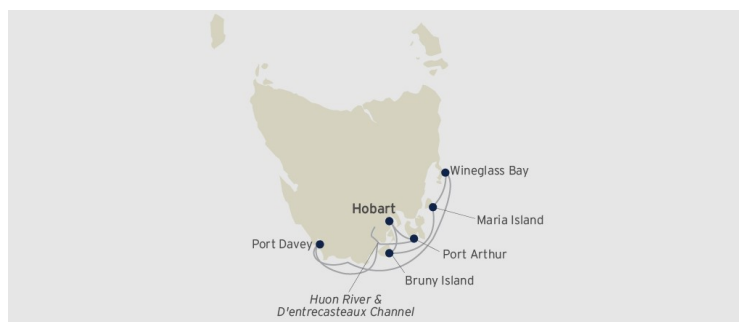 Wineglass Bay
Hobart
Maria Island
Port Davey
Port Arthur
Bruny Island
Huon River &
D'entrecasteaux Channel